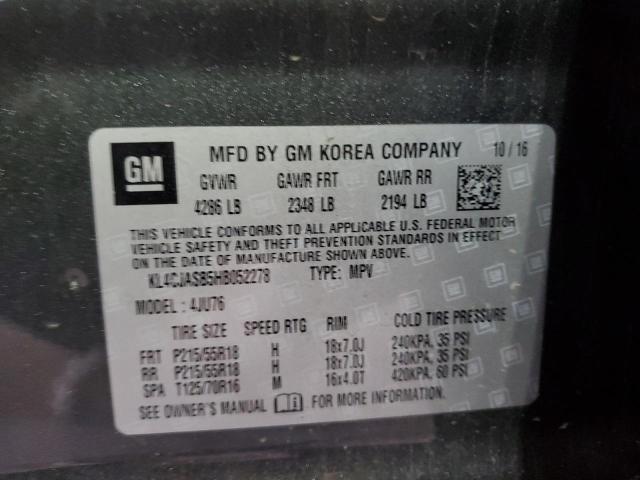 GM
MFD BY GM KOREA COMPANY 10/16
GVWR GAWR FRT GAWR RR
4286 LB 2348 LB 2194 LB
THIS VEHICLE CONFORMS TO ALL APPLICABLE U.S. FEDERAL MOTOR
VEHICLE SAFETY AND THEFT PREVENTION STANDARDS IN EFFECT
ON THE DATE OF MANUFACTURE SHOWN ABOVE.
KL4CJASB5HB052278 TYPE: MPV
MODEL: 4JU76
TIRE SIZE SPEED RTG RIM COLD TIRE PRESSURE
FRT P215/55R18 H 18x7.0J 240KPA, 35 PSI
RR P215/55R18 H 18x7.0J 240KPA, 35 PSI
SPA T125/70R16 M 16x4.0T 420KPA, 60 PSI
SEE OWNER'S MANUAL FOR MORE INFORMATION.